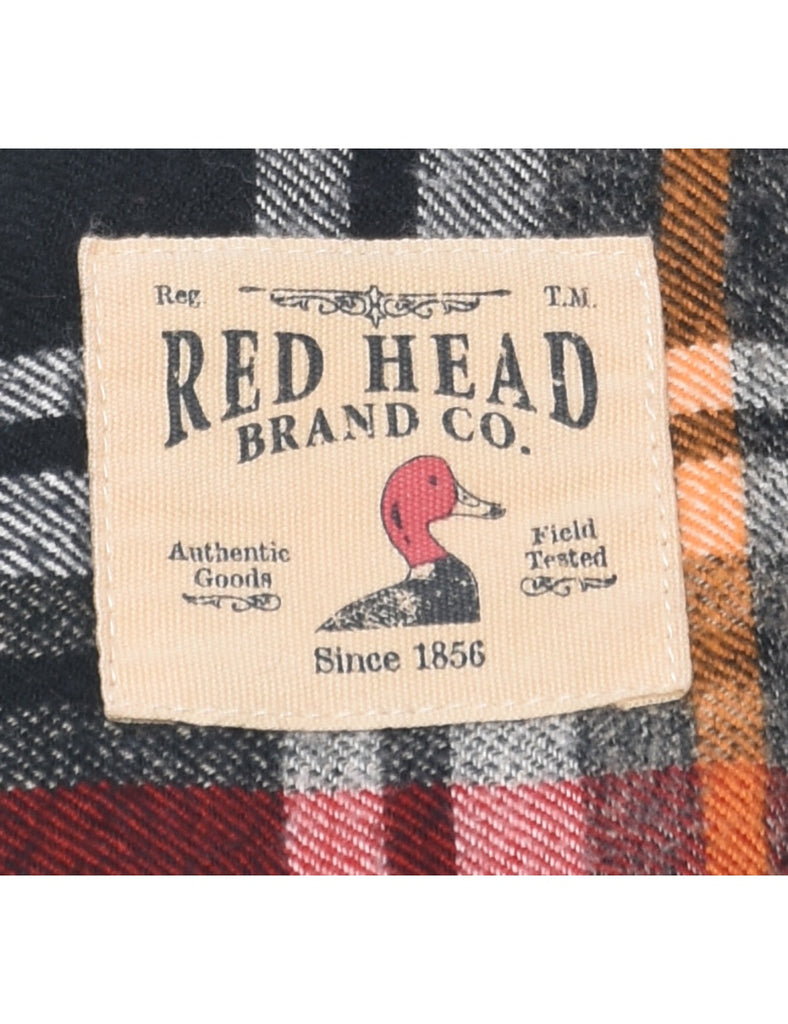 Reg T.M.
RED HEAD
BRAND CO.
Authentic
Goods
Field
Tested
Since 1856